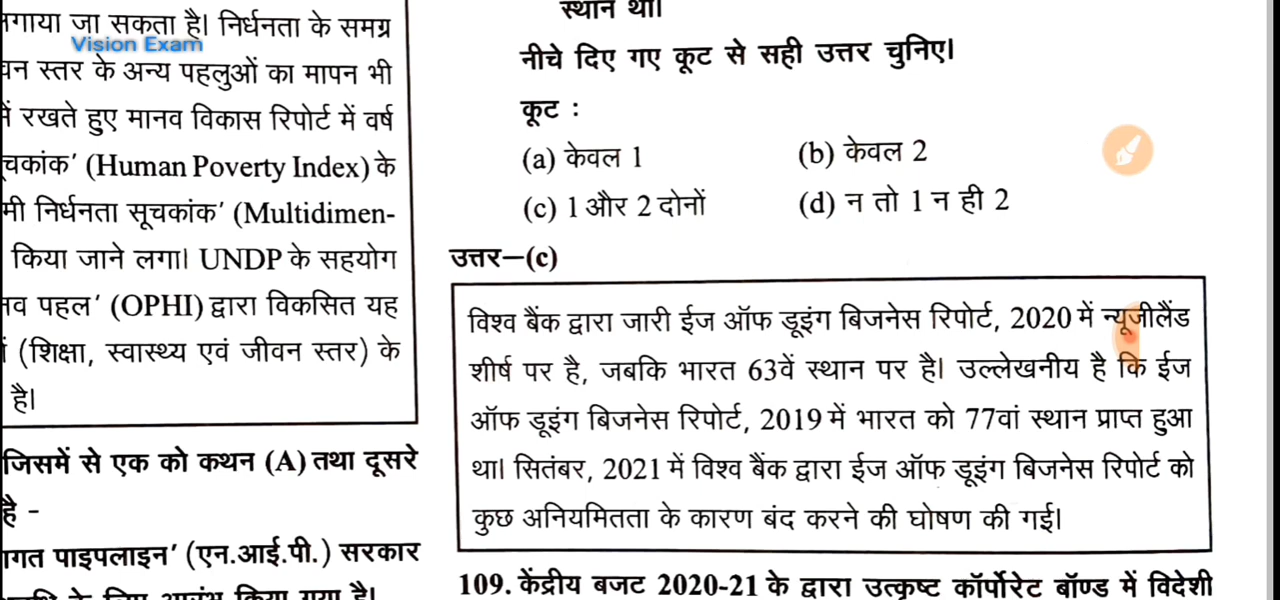 गाया जा सकता है। निर्धनता के समग्र
Vision Exam
स्तर के अन्य पहलुओं का मापन भी
में रखते हुए मानव विकास रिपोर्ट में वर्ष
(Human Poverty Index) के
निर्धनता सूचकांक’ (Multidimen-
किया जाने लगा। UNDP के सहयोग
पहल’ (OPHI) द्वारा विकसित यह
(शिक्षा, स्वास्थ्य एवं जीवन स्तर) के
है।
जिसमें से एक को कथन (A) तथा दूसरे
है -
पाइपलाइन’ (एन.आई.पी.) सरकार
के लिए आरंभ किया गया है।
स्थान था।
नीचे दिए गए कूट से सही उत्तर चुनिए।
कूट :
(a) केवल 1 (b) केवल 2
(c) 1 और 2 दोनों (d) न तो 1 न ही 2
उत्तर—(c)
विश्व बैंक द्वारा जारी ईज ऑफ डूइंग बिजनेस रिपोर्ट, 2020 में न्यूजीलैंड
शीर्ष पर है, जबकि भारत 63वें स्थान पर है। उल्लेखनीय है कि ईज
ऑफ डूइंग बिजनेस रिपोर्ट, 2019 में भारत को 77वां स्थान प्राप्त हुआ
था। सितंबर, 2021 में विश्व बैंक द्वारा ईज ऑफ डूइंग बिजनेस रिपोर्ट को
कुछ अनियमितता के कारण बंद करने की घोषण की गई।
109. केंद्रीय बजट 2020-21 के द्वारा उत्कृष्ट कॉर्पोरेट बॉण्ड में विदेशी